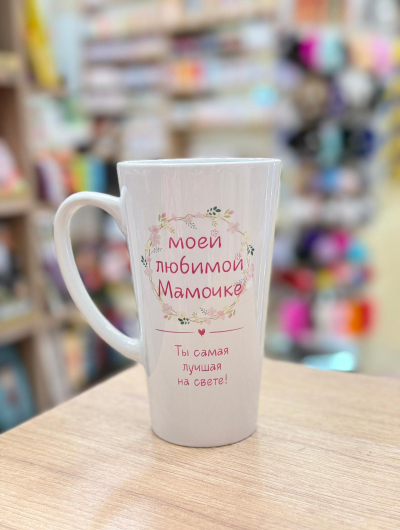 моей
любимой
Мамочке
Ты самая
лучшая
на свете!